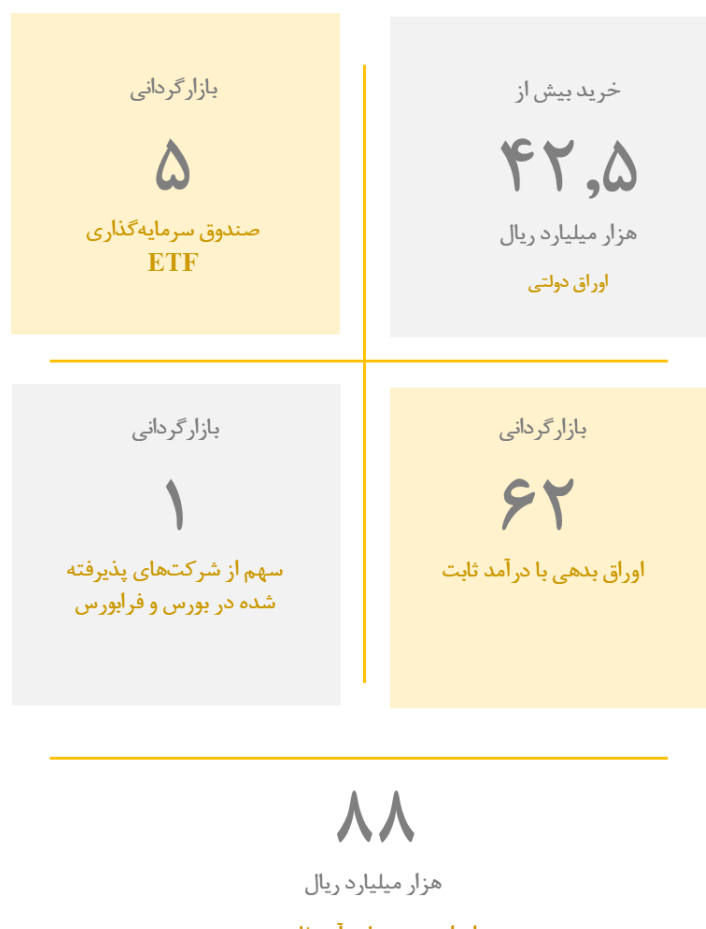 خرید بیش از
۴۲,۵
هزار میلیارد ریال
اوراق دولتی
بازارگردانی
۵
صندوق سرمایه‌گذاری
ETF
بازارگردانی
۶۲
اوراق بدهی با درآمد ثابت
بازارگردانی
۱
سهم از شرکت‌های پذیرفته
شده در بورس و فرابورس
۸۸
هزار میلیارد ریال